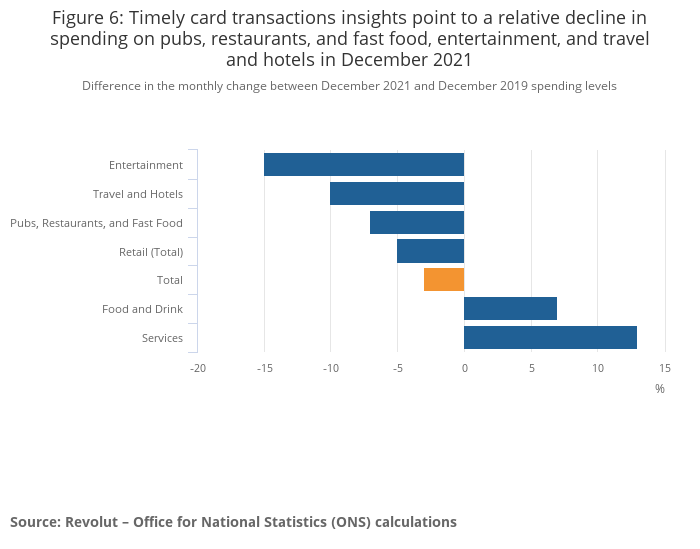 Figure 6: Timely card transactions insights point to a relative decline in
spending on pubs, restaurants, and fast food, entertainment, and travel
and hotels in December 2021
Difference in the monthly change between December 2021 and December 2019 spending levels
Entertainment
Travel and Hotels
Pubs, Restaurants, and Fast Food
Retail (Total)
Total
Food and Drink
Services
-20 -15 -10 -5 0 5 10 15
%
Source: Revolut – Office for National Statistics (ONS) calculations